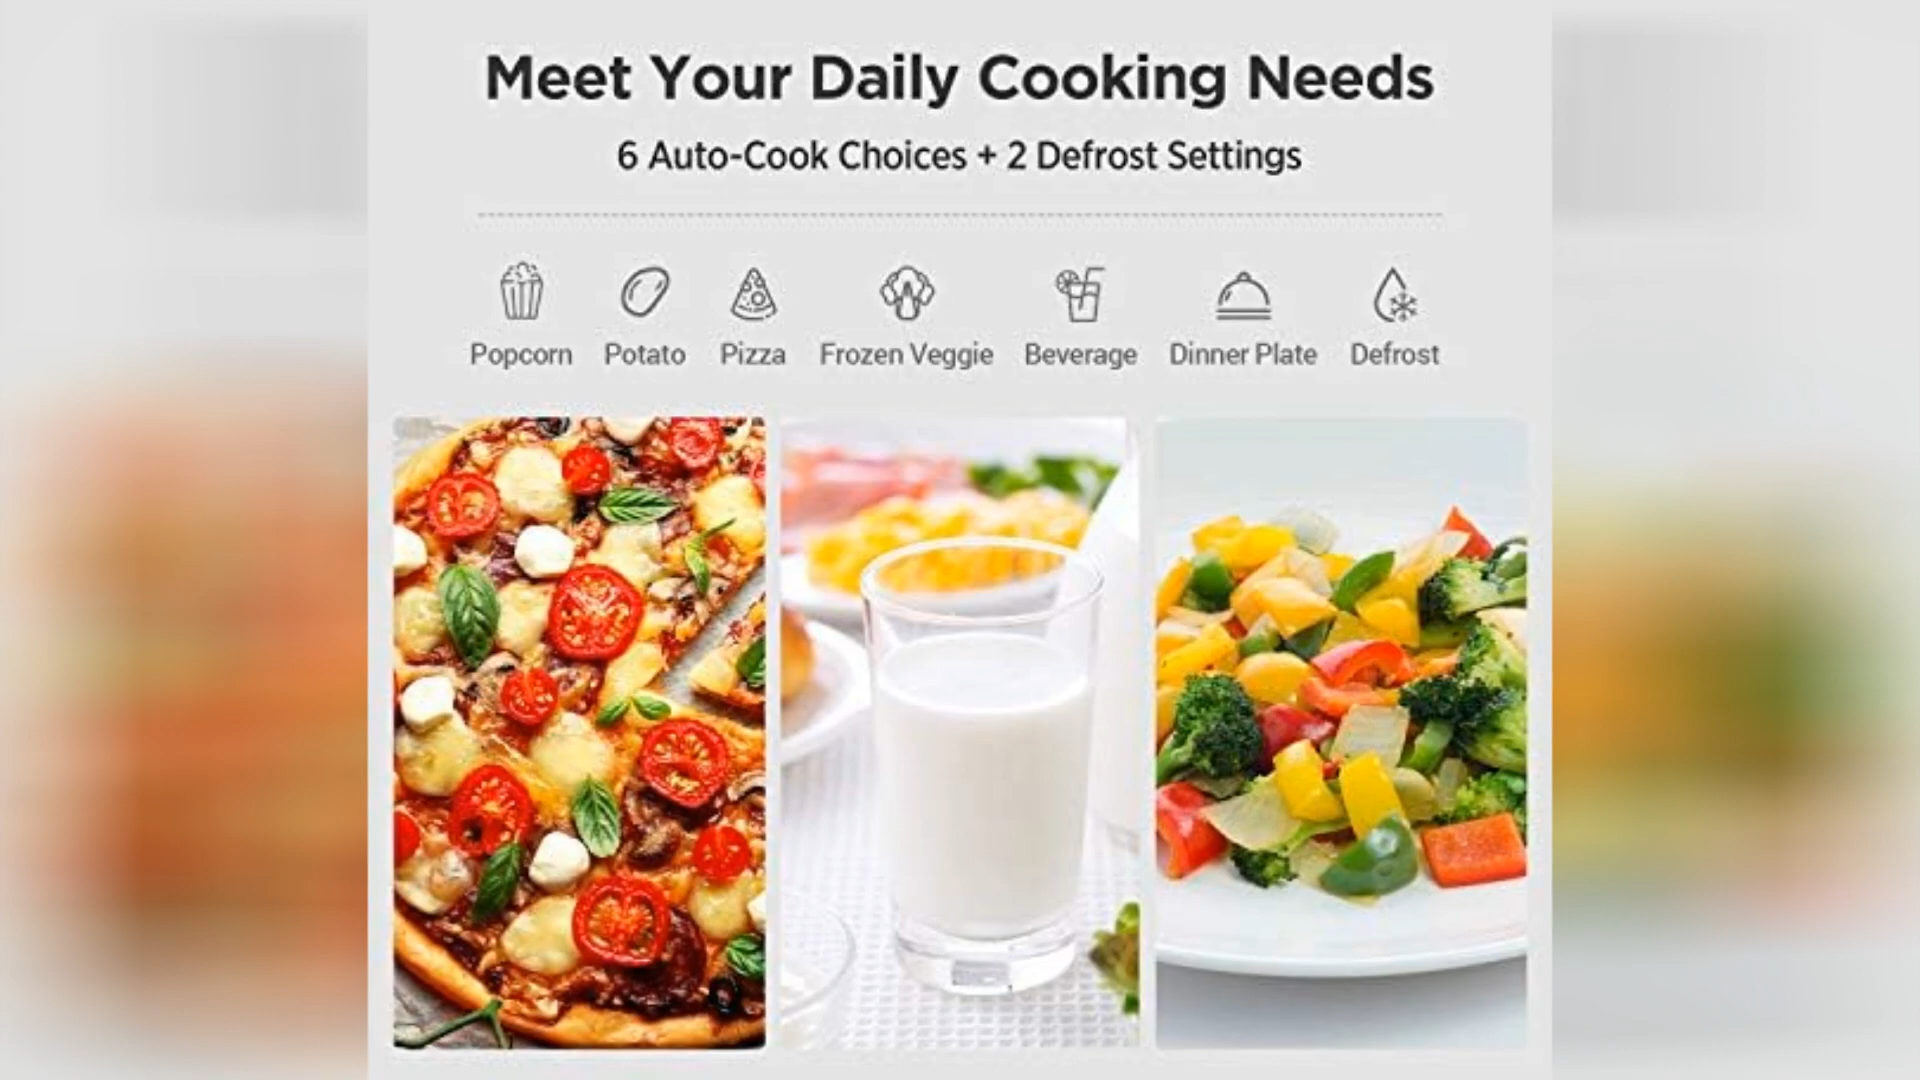 Meet Your Daily Cooking Needs
6 Auto-Cook Choices + 2 Defrost Settings
Popcorn Potato Pizza Frozen Veggie Beverage Dinner Plate Defrost